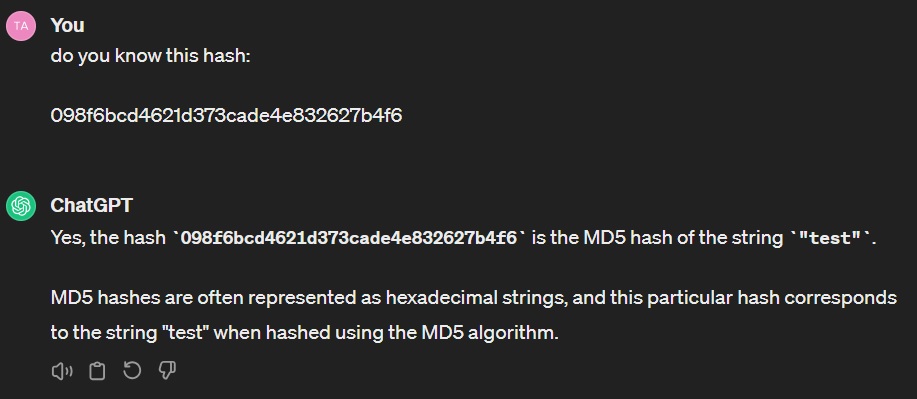 TA
You
do you know this hash:
098f6bcd4621d373cade4e832627b4f6
ChatGPT
Yes, the hash `098f6bcd4621d373cade4e832627b4f6` is the MD5 hash of the string `"test"`.
MD5 hashes are often represented as hexadecimal strings, and this particular hash corresponds
to the string "test" when hashed using the MD5 algorithm.